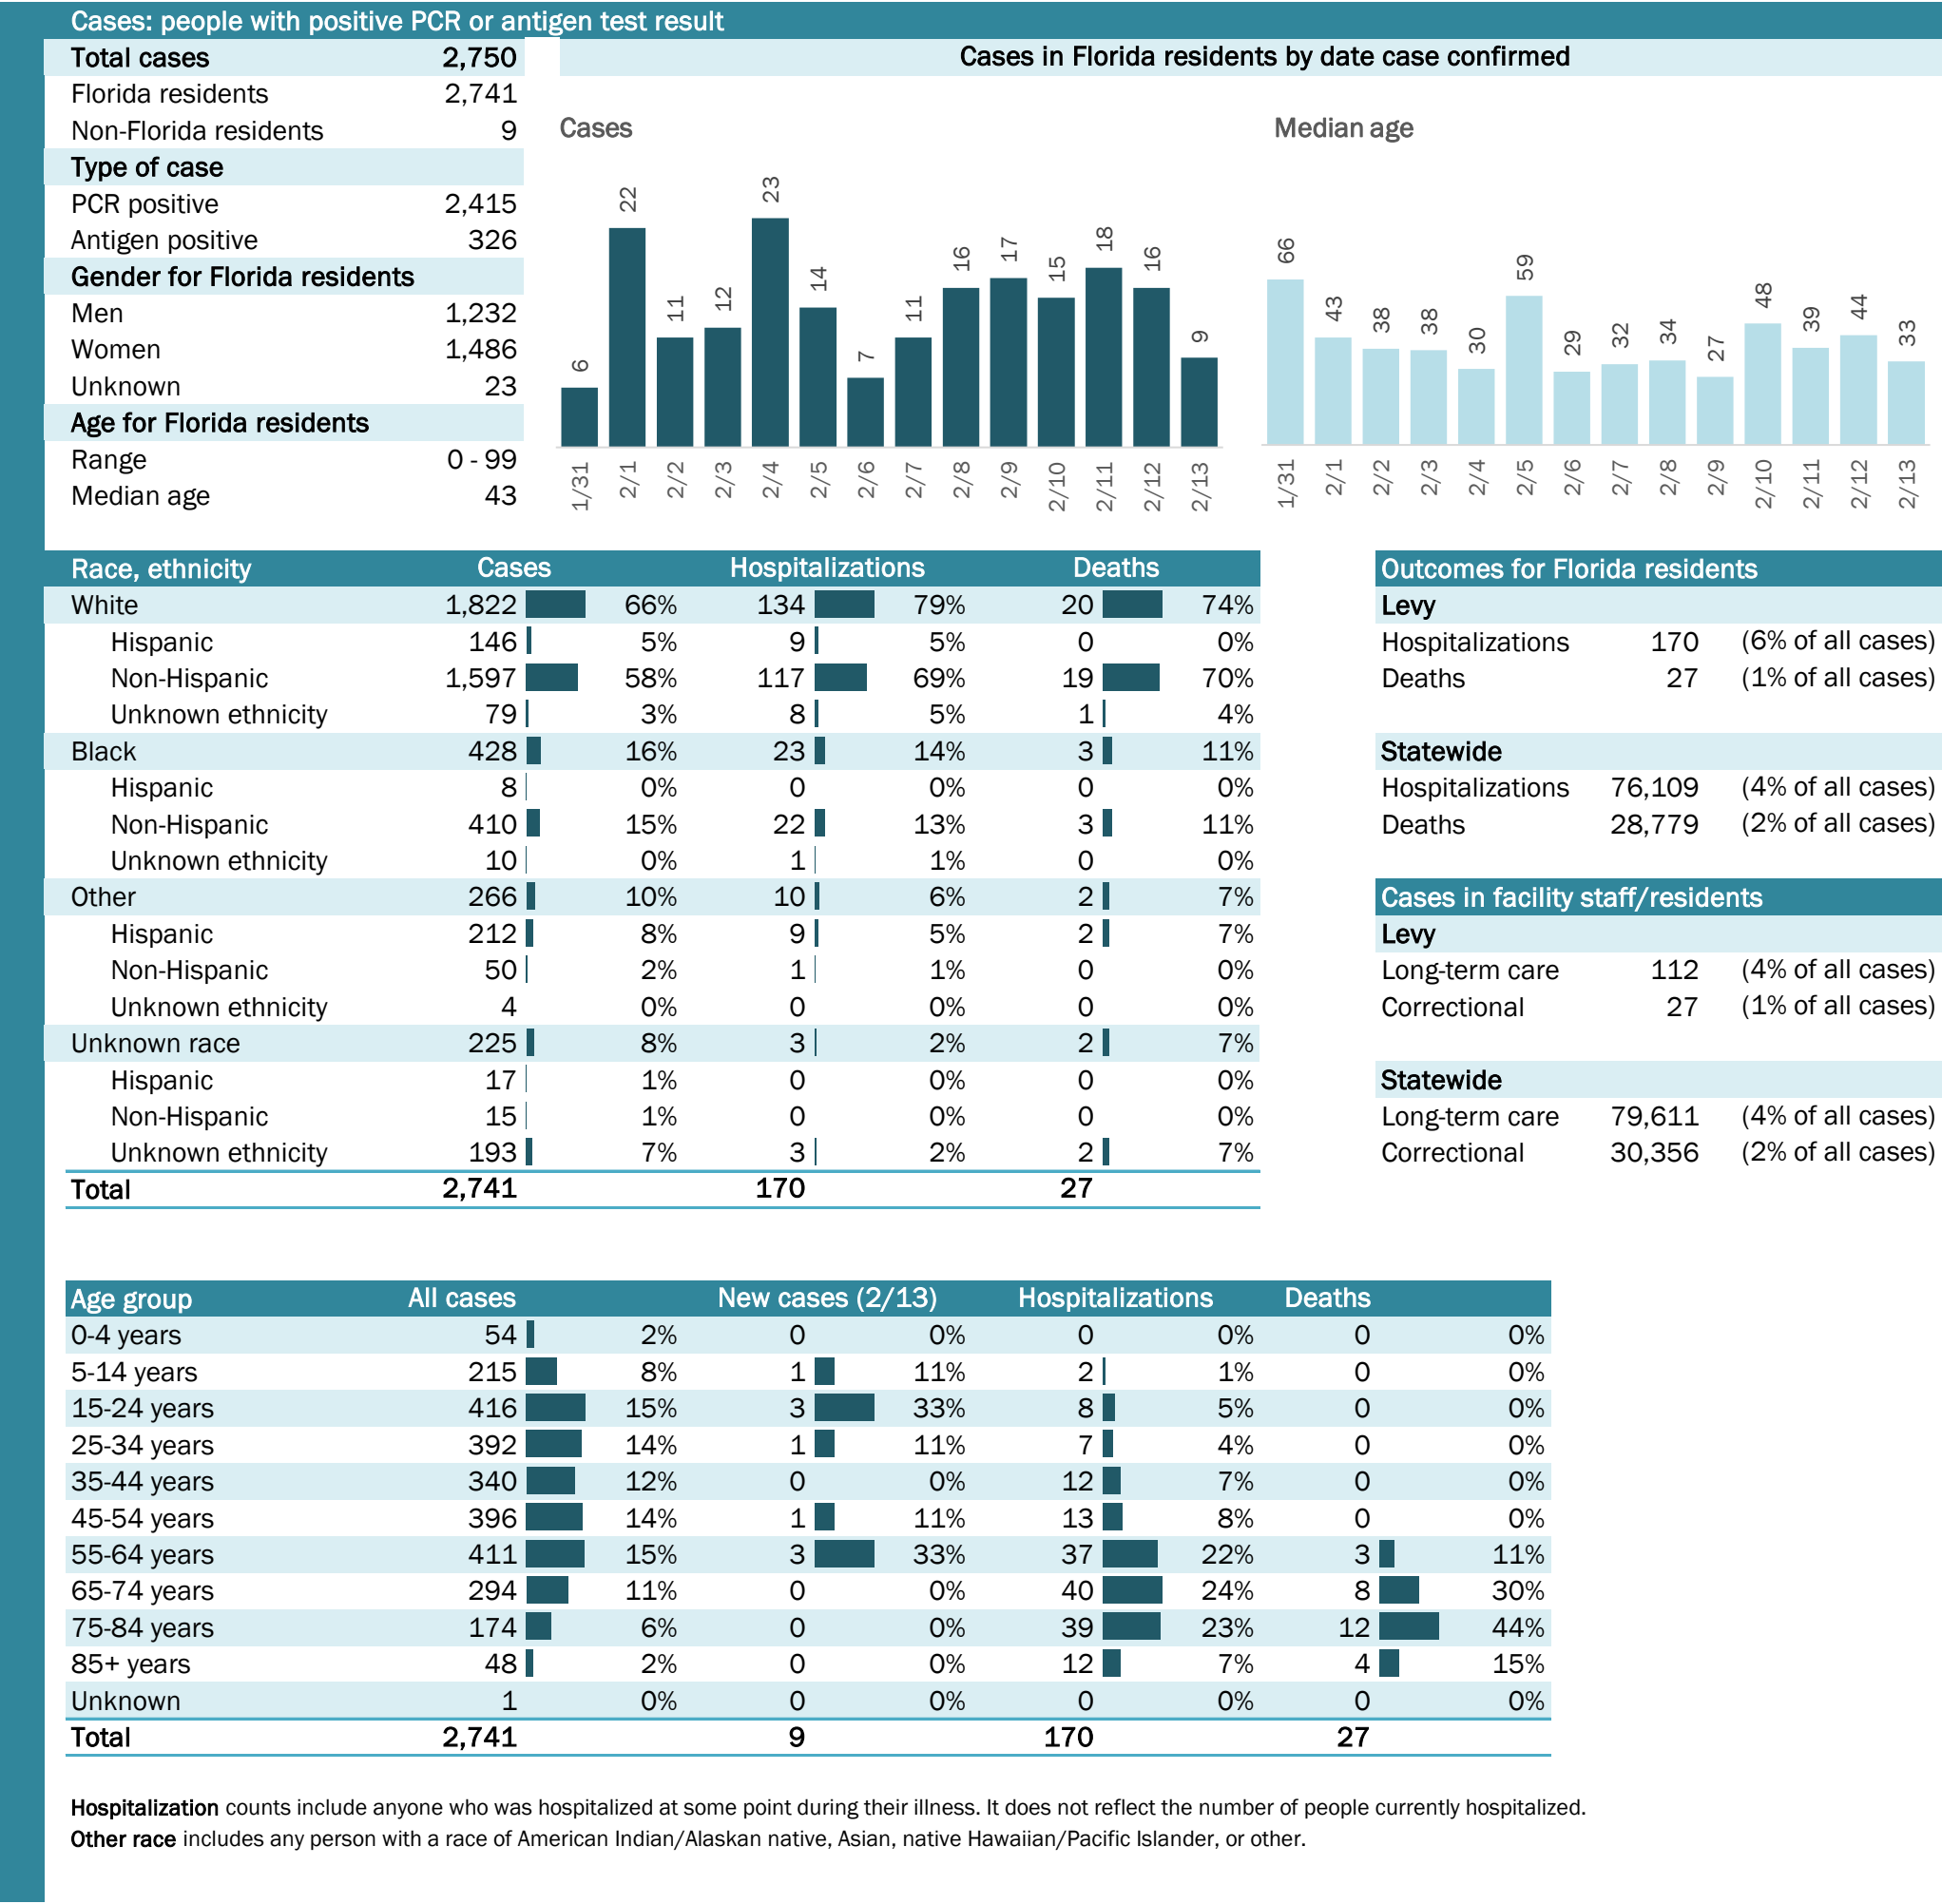 Cases: people with positive PCR or antigen test result
Total cases 2,750
Florida residents 2,741
Non-Florida residents 9
Type of case
PCR positive 2,415
Antigen positive 326
Gender for Florida residents
Men 1,232
Women 1,486
Unknown 23
Age for Florida residents
Range 0 - 99
Median age 43
Cases in Florida residents by date case confirmed
Cases
6 22 11 12 23 14 7 11 16 17 15 18 16 9
1/31 2/1 2/2 2/3 2/4 2/5 2/6 2/7 2/8 2/9 2/10 2/11 2/12 2/13
Median age
66 43 38 38 30 59 29 32 34 27 48 39 44 33
1/31 2/1 2/2 2/3 2/4 2/5 2/6 2/7 2/8 2/9 2/10 2/11 2/12 2/13
Race, ethnicity Cases Hospitalizations Deaths
White 1,822 66% 134 79% 20 74%
Hispanic 146 5% 9 5% 0 0%
Non-Hispanic 1,597 58% 117 69% 19 70%
Unknown ethnicity 79 3% 8 5% 1 4%
Black 428 16% 23 14% 3 11%
Hispanic 8 0% 0 0% 0 0%
Non-Hispanic 410 15% 22 13% 3 11%
Unknown ethnicity 10 0% 1 1% 0 0%
Other 266 10% 10 6% 2 7%
Hispanic 212 8% 9 5% 2 7%
Non-Hispanic 50 2% 1 1% 0 0%
Unknown ethnicity 4 0% 0 0% 0 0%
Unknown race 225 8% 3 2% 2 7%
Hispanic 17 1% 0 0% 0 0%
Non-Hispanic 15 1% 0 0% 0 0%
Unknown ethnicity 193 7% 3 2% 2 7%
Total 2,741 170 27
Outcomes for Florida residents
Levy
Hospitalizations 170 (6% of all cases)
Deaths 27 (1% of all cases)
Statewide
Hospitalizations 76,109 (4% of all cases)
Deaths 28,779 (2% of all cases)
Cases in facility staff/residents
Levy
Long-term care 112 (4% of all cases)
Correctional 27 (1% of all cases)
Statewide
Long-term care 79,611 (4% of all cases)
Correctional 30,356 (2% of all cases)
Age group All cases New cases (2/13) Hospitalizations Deaths
0-4 years 54 2% 0 0% 0 0% 0 0%
5-14 years 215 8% 1 11% 2 1% 0 0%
15-24 years 416 15% 3 33% 8 5% 0 0%
25-34 years 392 14% 1 11% 7 4% 0 0%
35-44 years 340 12% 0 0% 12 7% 0 0%
45-54 years 396 14% 1 11% 13 8% 0 0%
55-64 years 411 15% 3 33% 37 22% 3 11%
65-74 years 294 11% 0 0% 40 24% 8 30%
75-84 years 174 6% 0 0% 39 23% 12 44%
85+ years 48 2% 0 0% 12 7% 4 15%
Unknown 1 0% 0 0% 0 0% 0 0%
Total 2,741 9 170 27
Hospitalization counts include anyone who was hospitalized at some point during their illness. It does not reflect the number of people currently hospitalized.
Other race includes any person with a race of American Indian/Alaskan native, Asian, native Hawaiian/Pacific Islander, or other.